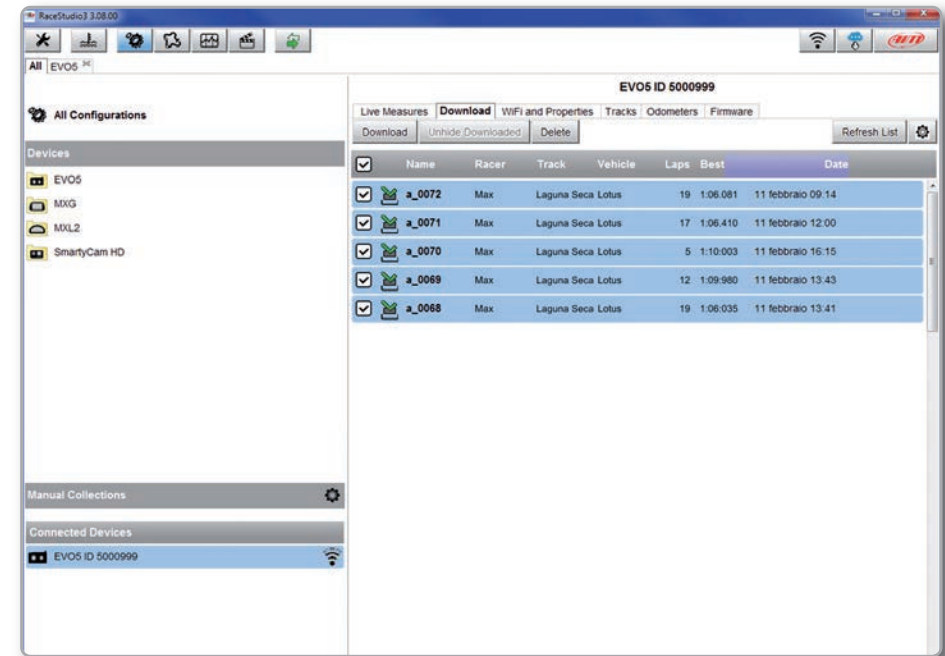 RaceStudio3 3.08.00
AiM
All EVO5
EVO5 ID 5000999
All Configurations
Live Measures Download WiFi and Properties Tracks Odometers Firmware
Download Unhide Downloaded Delete Refresh List
Devices
Name Racer Track Vehicle Laps Best Date
EVO5
MXG
MXL2
SmartyCam HD
a_0072 Max Laguna Seca Lotus 19 1:06.081 11 febbraio 09:14
a_0071 Max Laguna Seca Lotus 17 1:06.410 11 febbraio 12:00
a_0070 Max Laguna Seca Lotus 5 1:10:003 11 febbraio 16:15
a_0069 Max Laguna Seca Lotus 12 1:09:980 11 febbraio 13:43
a_0068 Max Laguna Seca Lotus 19 1:06:035 11 febbraio 13:41
Manual Collections
Connected Devices
EVO5 ID 5000999